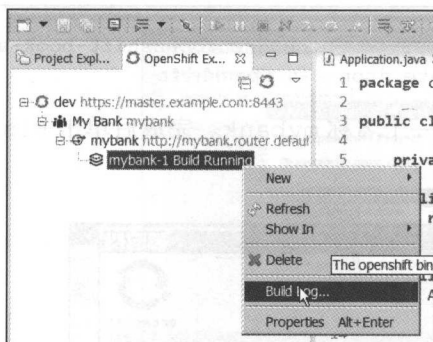 Project Expl... OpenShift Ex...
Application.java
dev https://master.example.com:8443
My Bank mybank
mybank http://mybank.router.defaul
mybank-1 Build Running
1 package
2
3 public cl
4
5 priva
New
Refresh
Show In
Delete
The openshift bin
Build Log...
Properties Alt+Enter
14